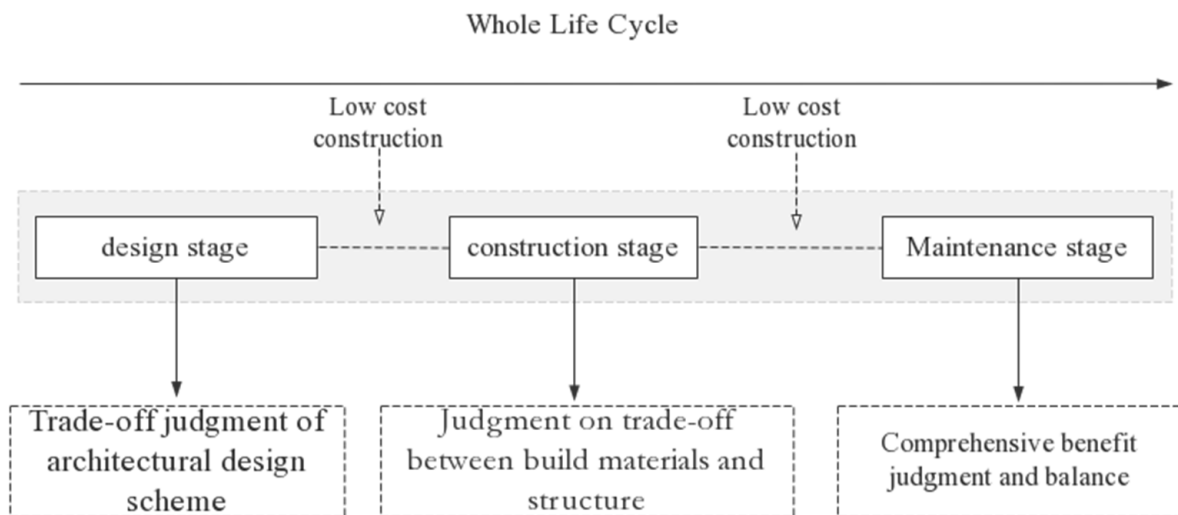 Whole Life Cycle
Low cost
construction
Low cost
construction
design stage
construction stage
Maintenance stage
Trade-off judgment of
architectural design
scheme
Judgment on trade-off
between build materials and
structure
Comprehensive benefit
judgment and balance